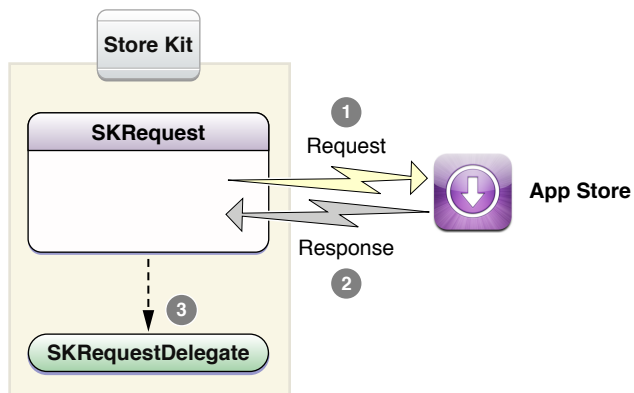 Store Kit
SKRequest
1
Request
App Store
Response
2
3
SKRequestDelegate